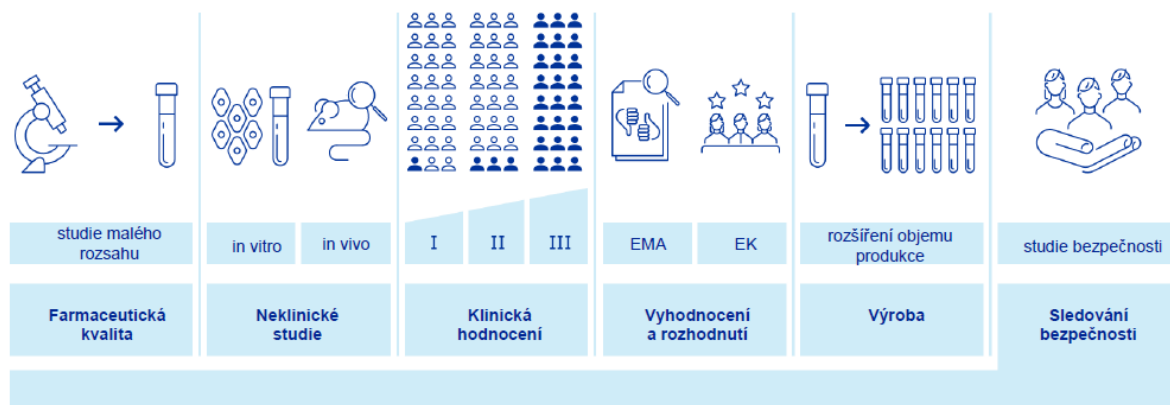 studie malého
rozsahu
in vitro
in vivo
I
II
III
EMA
EK
rozšíření objemu
produkce
studie bezpečnosti
Farmaceutická
kvalita
Neklinické
studie
Klinická
hodnocení
Vyhodnocení
a rozhodnutí
Výroba
Sledování
bezpečnosti